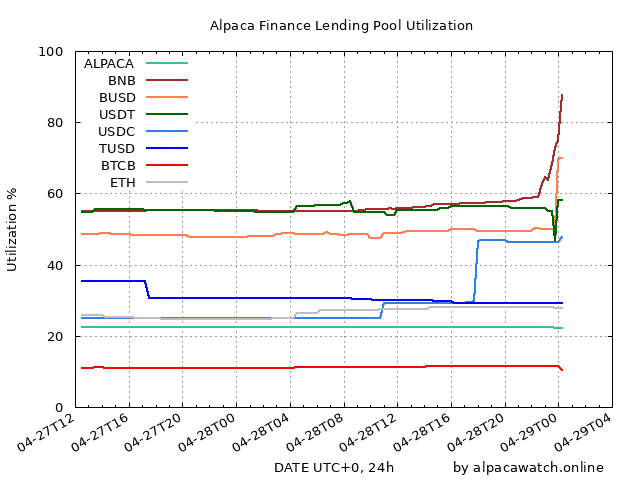 Alpaca Finance Lending Pool Utilization
Utilization %
100
80
60
40
20
0
ALPACA
BNB
BUSD
USDT
USDC
TUSD
BTCB
ETH
04-27T12
04-27T16
04-27T20
04-28T00
04-28T04
04-28T08
04-28T12
04-28T16
04-28T20
04-29T00
04-29T04
DATE UTC+0, 24h
by alpacawatch.online